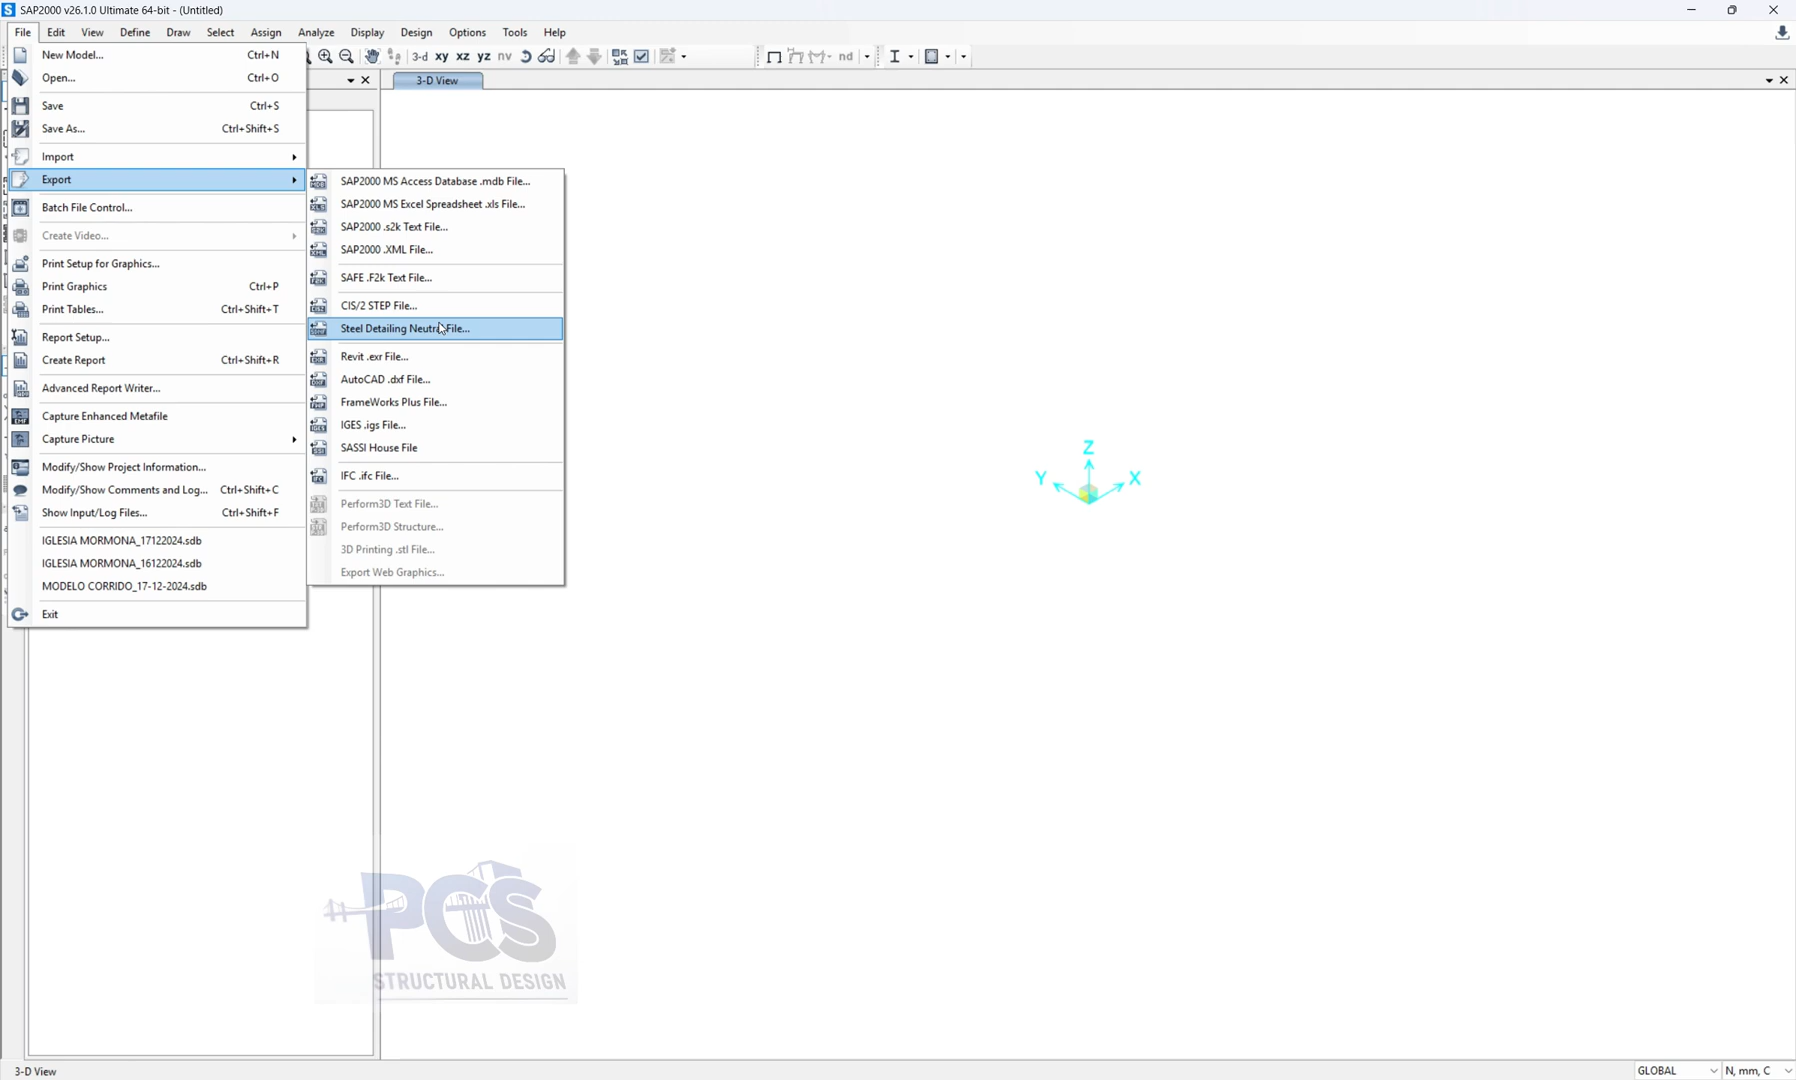 SAP2000 v26.1.0 Ultimate 64-bit - (Untitled)
File Edit View Define Draw Select Assign Analyze Display Design Options Tools Help
3-d xy xz yz nv nd
3-D View
New Model... Ctrl+N
Open... Ctrl+O
Save Ctrl+S
Save As... Ctrl+Shift+S
Import
Export
Batch File Control...
Create Video...
Print Setup for Graphics...
Print Graphics Ctrl+P
Print Tables... Ctrl+Shift+T
Report Setup...
Create Report Ctrl+Shift+R
Advanced Report Writer...
Capture Enhanced Metafile
Capture Picture
Modify/Show Project Information...
Modify/Show Comments and Log... Ctrl+Shift+C
Show Input/Log Files... Ctrl+Shift+F
IGLESIA MORMONA_17122024.sdb
IGLESIA MORMONA_16122024.sdb
MODELO CORRIDO_17-12-2024.sdb
Exit
SAP2000 MS Access Database .mdb File...
SAP2000 MS Excel Spreadsheet .xls File...
SAP2000 .s2k Text File...
SAP2000 .XML File...
SAFE .F2k Text File...
CIS/2 STEP File...
Steel Detailing Neutral File...
Revit .exr File...
AutoCAD .dxf File...
FrameWorks Plus File...
IGES .igs File...
SASSI House File
IFC .ifc File...
Perform3D Text File...
Perform3D Structure...
3D Printing .stl File...
Export Web Graphics...
Z
Y X
PCS
STRUCTURAL DESIGN
3-D View GLOBAL N, mm, C